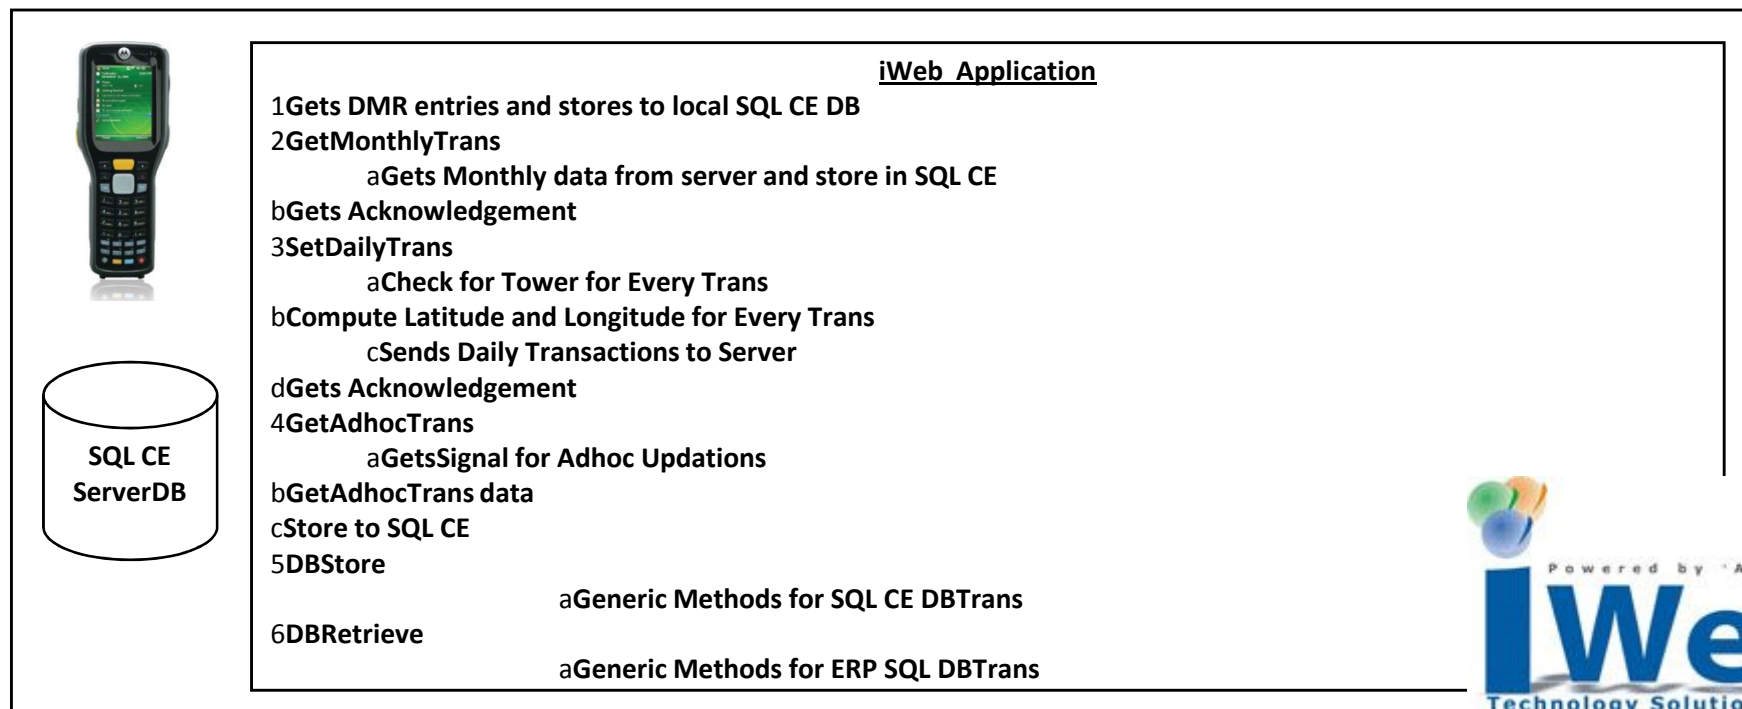 iWeb Application
1Gets DMR entries and stores to local SQL CE DB
2GetMonthlyTrans
aGets Monthly data from server and store in SQL CE
bGets Acknowledgement
3SetDailyTrans
aCheck for Tower for Every Trans
bCompute Latitude and Longitude for Every Trans
cSends Daily Transactions to Server
dGets Acknowledgement
4GetAdhocTrans
aGetsSignal for Adhoc Updations
bGetAdhocTrans data
cStore to SQL CE
5DBStore
aGeneric Methods for SQL CE DBTrans
6DBRetrieve
aGeneric Methods for ERP SQL DBTrans
SQL CE
ServerDB
Powered by 'A
iWe
Technology Solutio